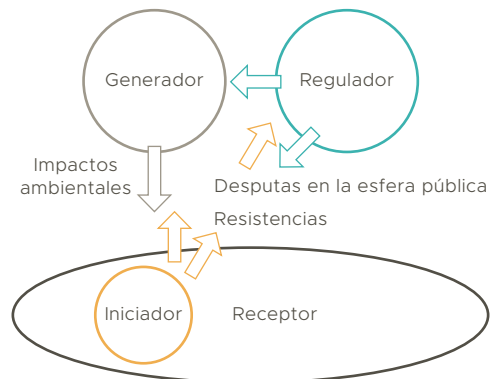 Generador
Regulador
Impactos
ambientales
Desputas en la esfera pública
Resistencias
Iniciador
Receptor